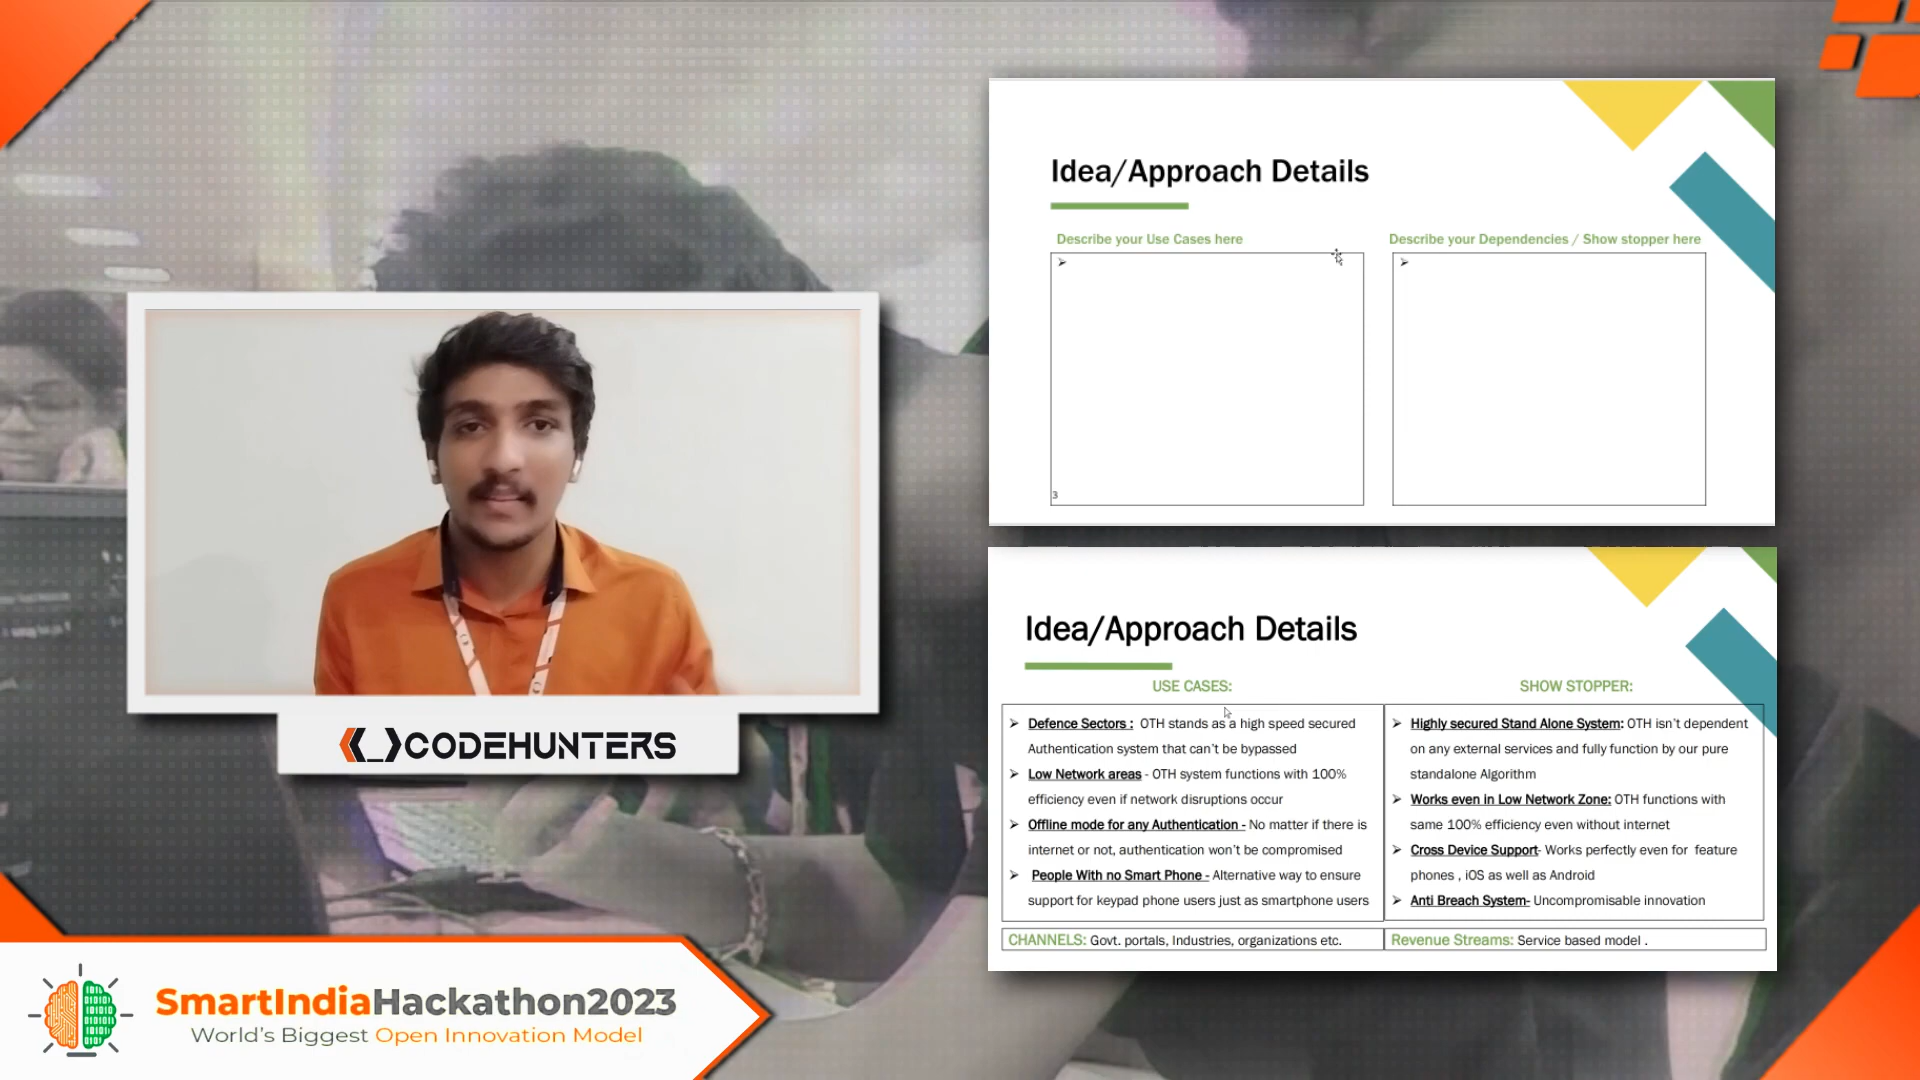 Idea/Approach Details
Describe your Use Cases here
Describe your Dependencies / Show stopper here
3
Idea/Approach Details
USE CASES:
➢ Defence Sectors : OTH stands as a high speed secured
Authentication system that can't be bypassed
➢ Low Network areas - OTH system functions with 100%
efficiency even if network disruptions occur
➢ Offline mode for any Authentication - No matter if there is
internet or not, authentication won't be compromised
➢ People With no Smart Phone - Alternative way to ensure
support for keypad phone users just as smartphone users
SHOW STOPPER:
➢ Highly secured Stand Alone System: OTH isn't dependent
on any external services and fully function by our pure
standalone Algorithm
➢ Works even in Low Network Zone: OTH functions with
same 100% efficiency even without internet
➢ Cross Device Support- Works perfectly even for feature
phones , iOS as well as Android
➢ Anti Breach System- Uncompromisable innovation
CHANNELS: Govt. portals, Industries, organizations etc.
Revenue Streams: Service based model .
CODEHUNTERS
SmartIndiaHackathon2023
World's Biggest Open Innovation Model